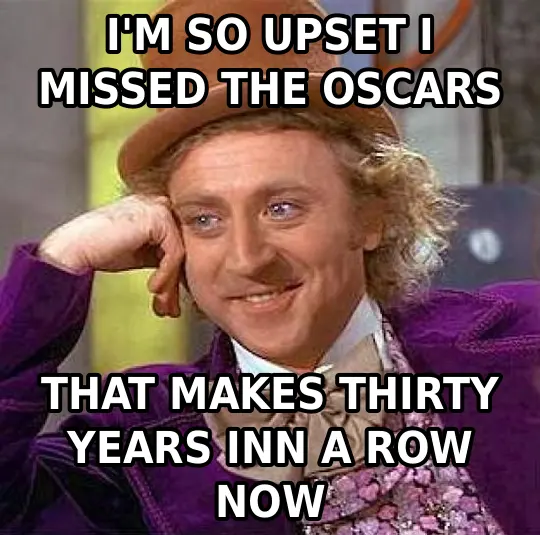 I'M SO UPSET I
MISSED THE OSCARS
THAT MAKES THIRTY
YEARS INN A ROW
NOW